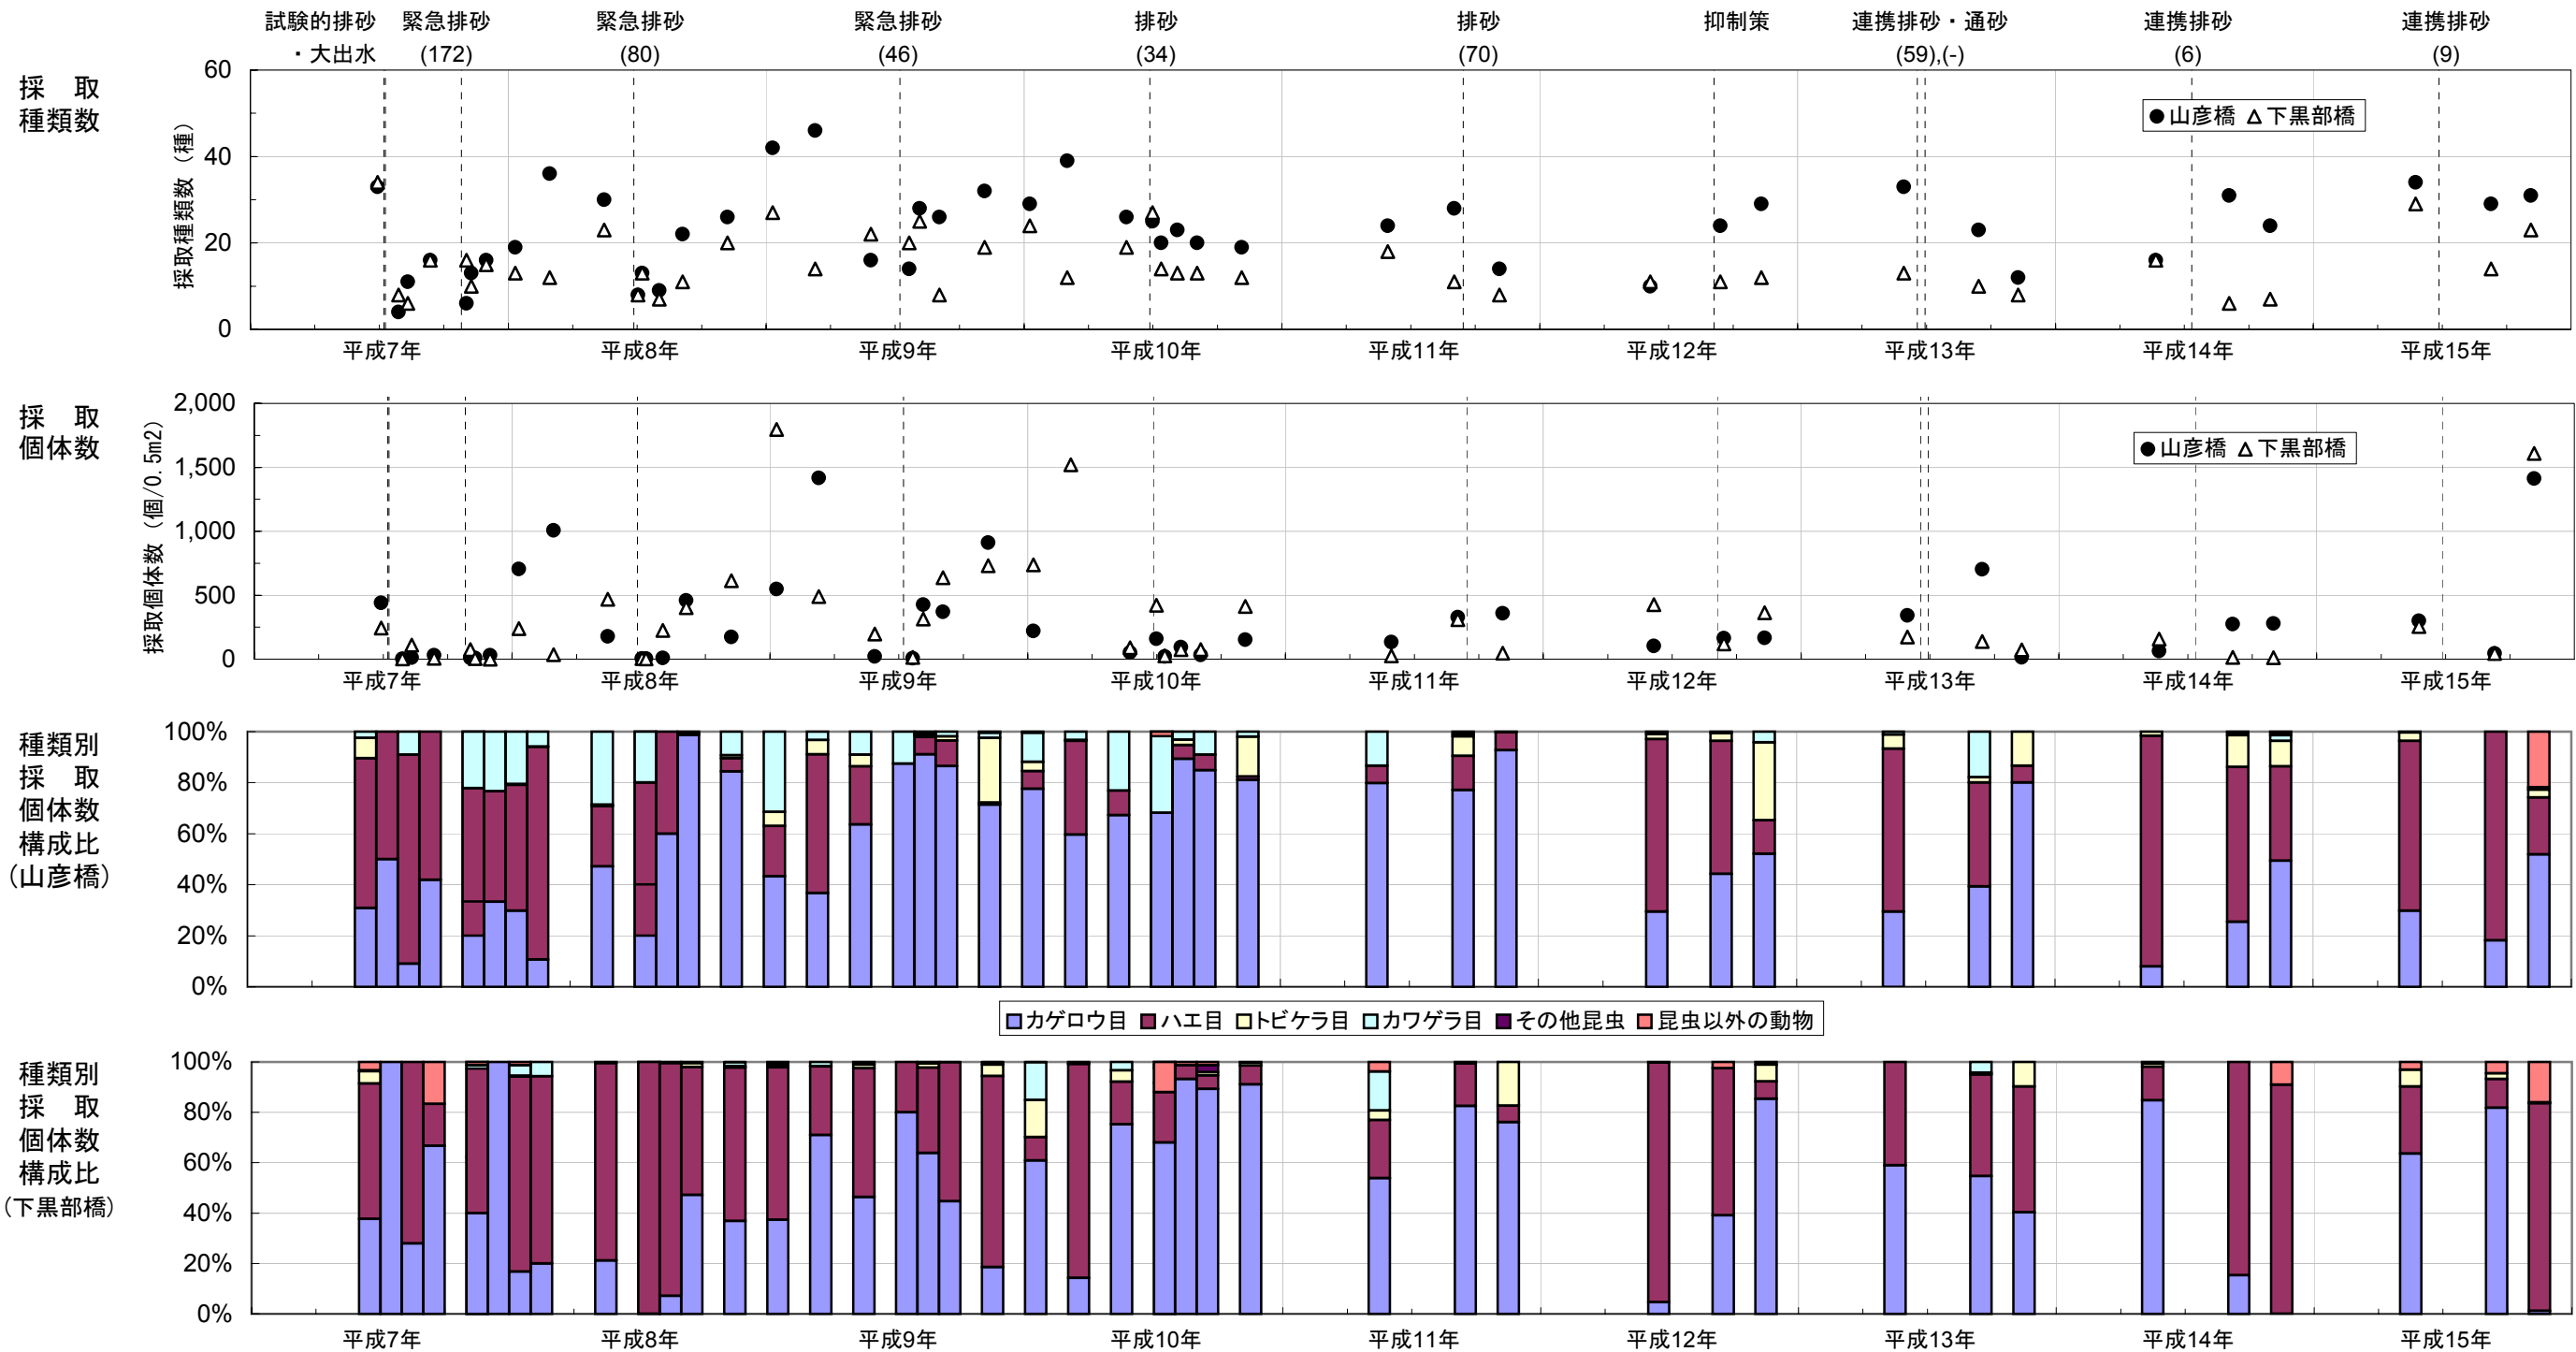 試験的排砂 緊急排砂 緊急排砂 緊急排砂 排砂 排砂 抑制策 連携排砂・通砂 連携排砂 連携排砂
・大出水 (172) (80) (46) (34) (70) (59),(-) (6) (9)
採 取
種類数
採取種類数（種）
60
40
20
0
●山彦橋 △下黒部橋
平成7年 平成8年 平成9年 平成10年 平成11年 平成12年 平成13年 平成14年 平成15年
採 取
個体数
採取個体数（個/0.5m2）
2,000
1,500
1,000
500
0
●山彦橋 △下黒部橋
平成7年 平成8年 平成9年 平成10年 平成11年 平成12年 平成13年 平成14年 平成15年
種類別
採 取
個体数
構成比
（山彦橋）
100%
80%
60%
40%
20%
0%
カゲロウ目 ハエ目 トビケラ目 カワゲラ目 その他昆虫 昆虫以外の動物
種類別
採 取
個体数
構成比
（下黒部橋）
100%
80%
60%
40%
20%
0%
平成7年 平成8年 平成9年 平成10年 平成11年 平成12年 平成13年 平成14年 平成15年